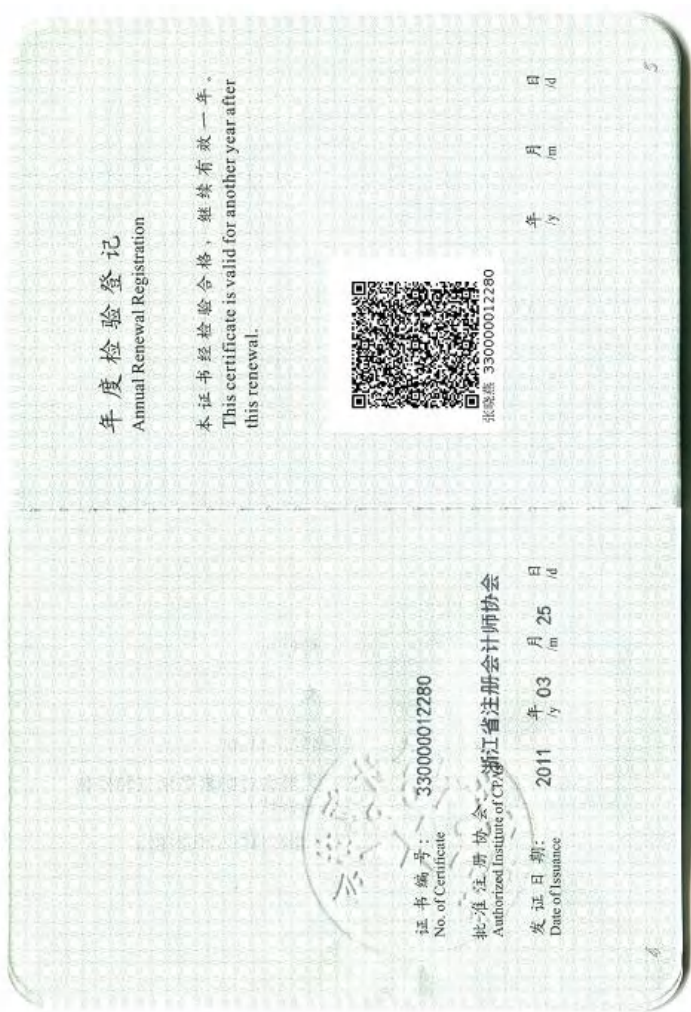 证书编号： 330000012280
No. of Certificate
批准注册协会： 浙江省注册会计师协会
Authorized Institute of CPAs
发证日期： 2011 年 03 月 25 日
Date of Issuance /y /m /d
4
年度检验登记
Annual Renewal Registration
本证书经检验合格，继续有效一年。
This certificate is valid for another year after
this renewal.
张晓燕 330000012280
年 月 日
/y /m /d
5